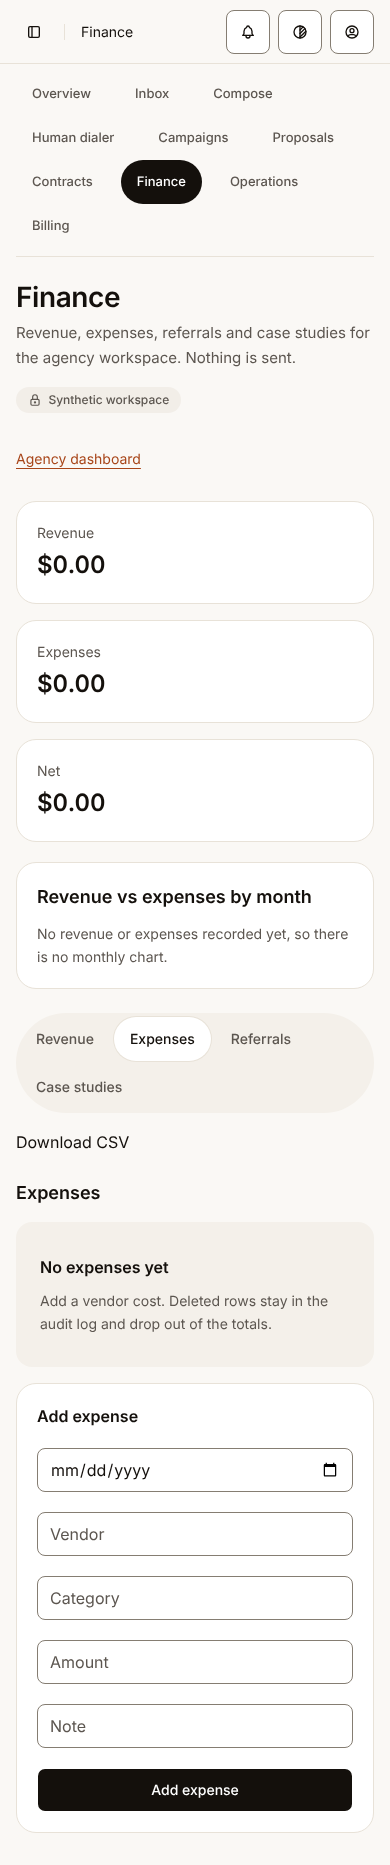 Finance
Overview
Inbox
Compose
Human dialer
Campaigns
Proposals
Contracts
Finance
Operations
Billing
Finance
Revenue, expenses, referrals and case studies for
the agency workspace. Nothing is sent.
Synthetic workspace
Agency dashboard
Revenue
$0.00
Expenses
$0.00
Net
$0.00
Revenue vs expenses by month
No revenue or expenses recorded yet, so there
is no monthly chart.
Revenue
Expenses
Referrals
Case studies
Download CSV
Expenses
No expenses yet
Add a vendor cost. Deleted rows stay in the
audit log and drop out of the totals.
Add expense
mm/dd/yyyy
Vendor
Category
Amount
Note
Add expense